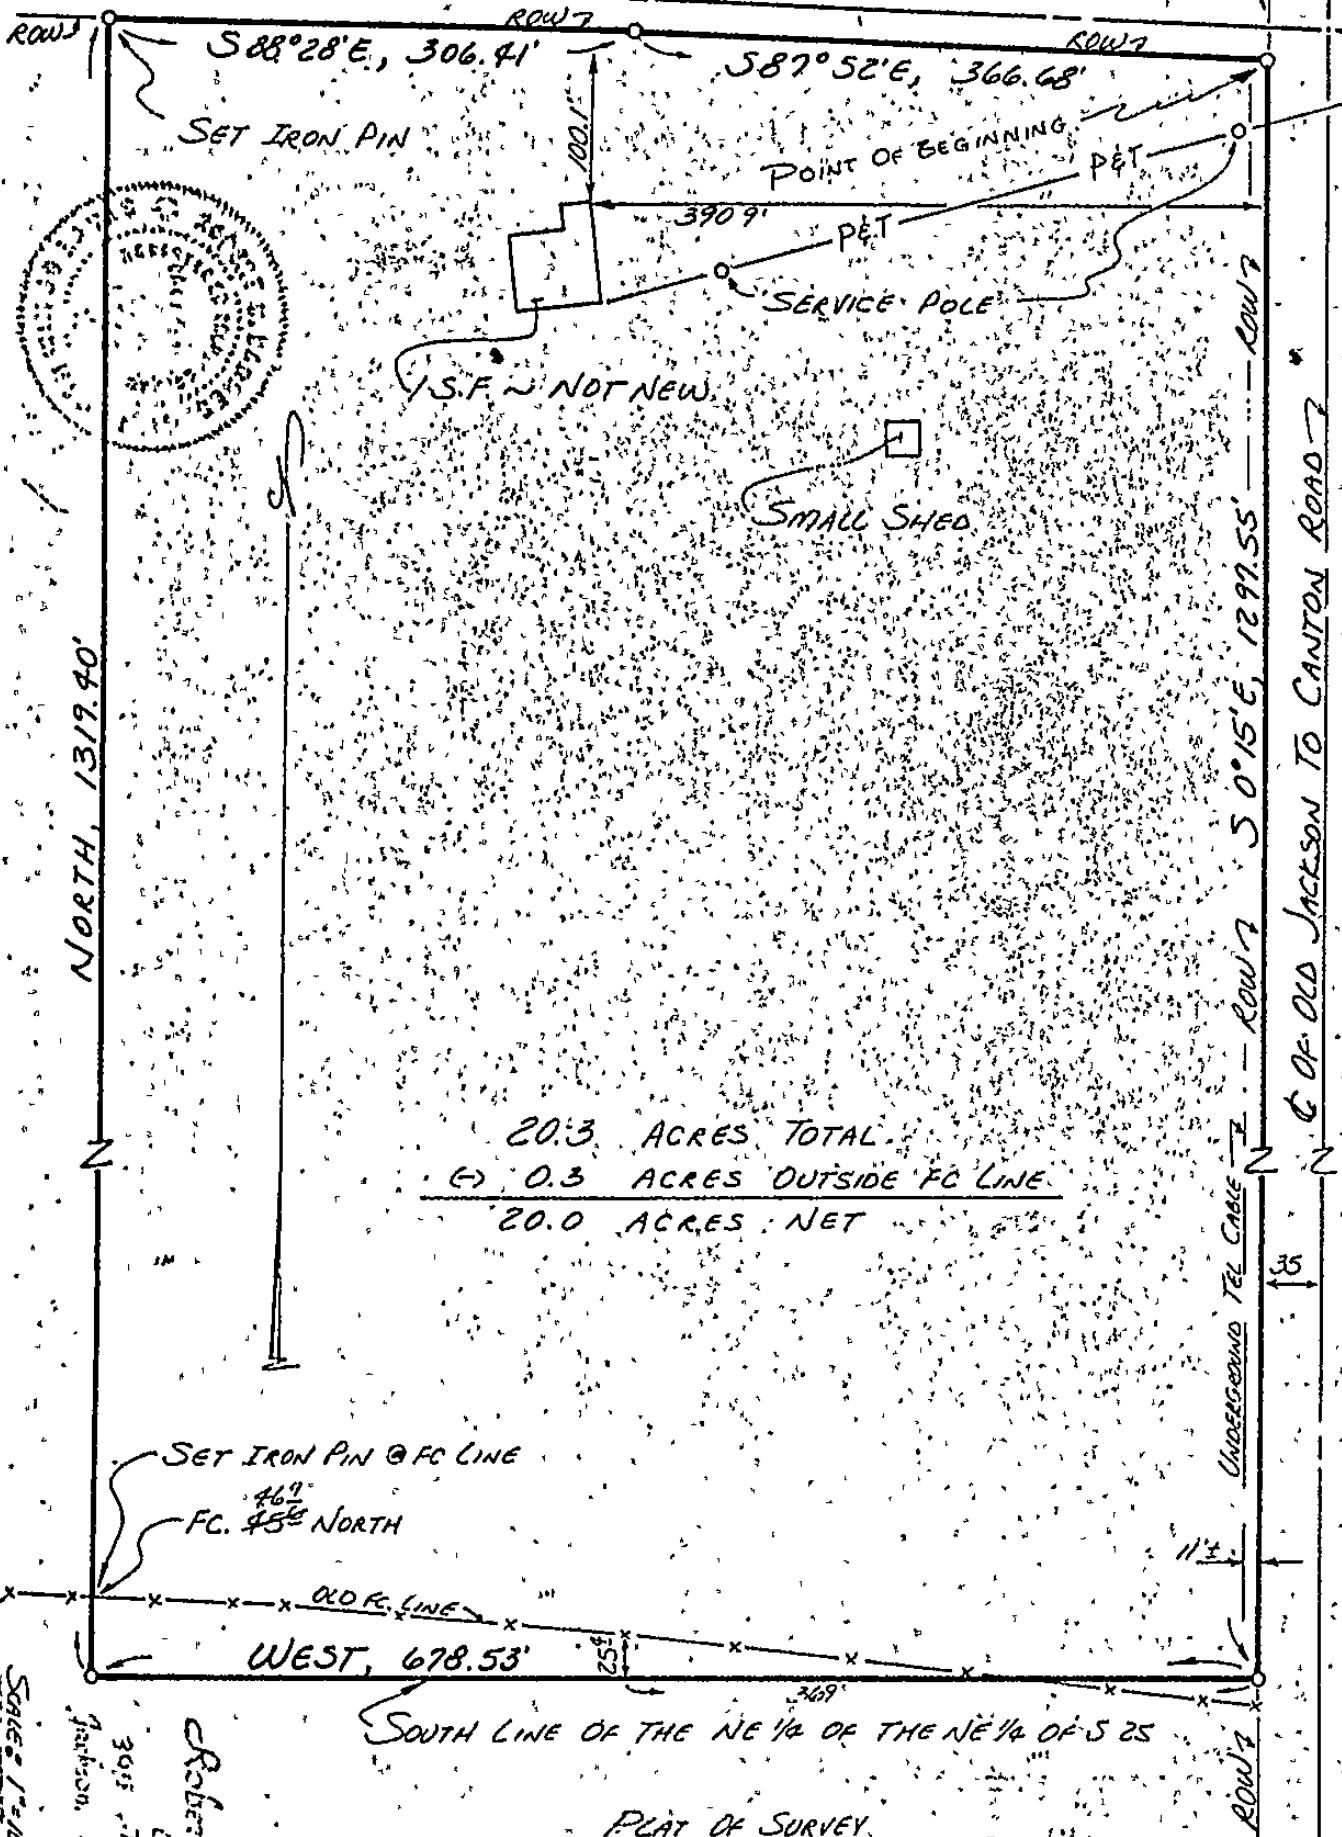 ROW
ROW
ROW
S 88°28'E, 306.41'
S 87°52'E, 366.68'
SET IRON PIN
100.1'
POINT OF BEGINNING
P&T
390 9'
P&T
SERVICE POLE
1 S.F. ~ NOT NEW
SMALL SHED
NORTH, 1319.40'
ROW
S 0°15'E, 1297.55'
ROW
℄ OF OLD JACKSON TO CANTON ROAD
20.3 ACRES TOTAL
(-) 0.3 ACRES OUTSIDE FC LINE
20.0 ACRES NET
UNDERGROUND TEL CABLE
35
SET IRON PIN @ FC LINE
FC. NORTH
11'±
OLD FC. LINE
WEST, 678.53'
369'
SOUTH LINE OF THE NE 1/4 OF THE NE 1/4 OF S 25
ROW
PLAT OF SURVEY